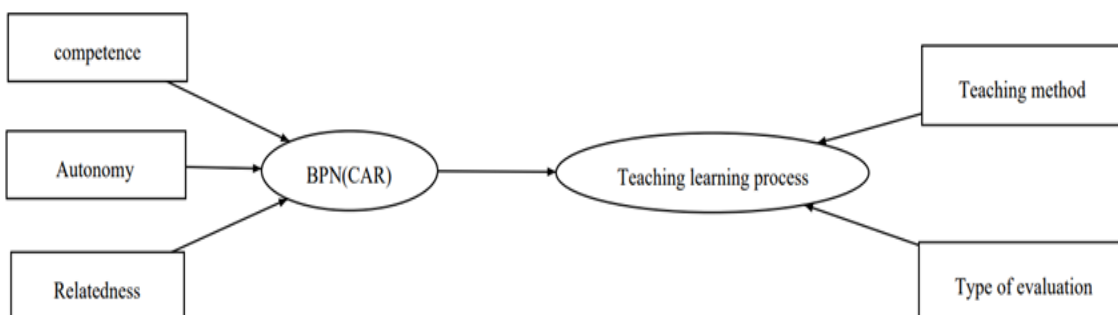 competence
Teaching method
Autonomy
BPN(CAR)
Teaching learning process
Relatedness
Type of evaluation